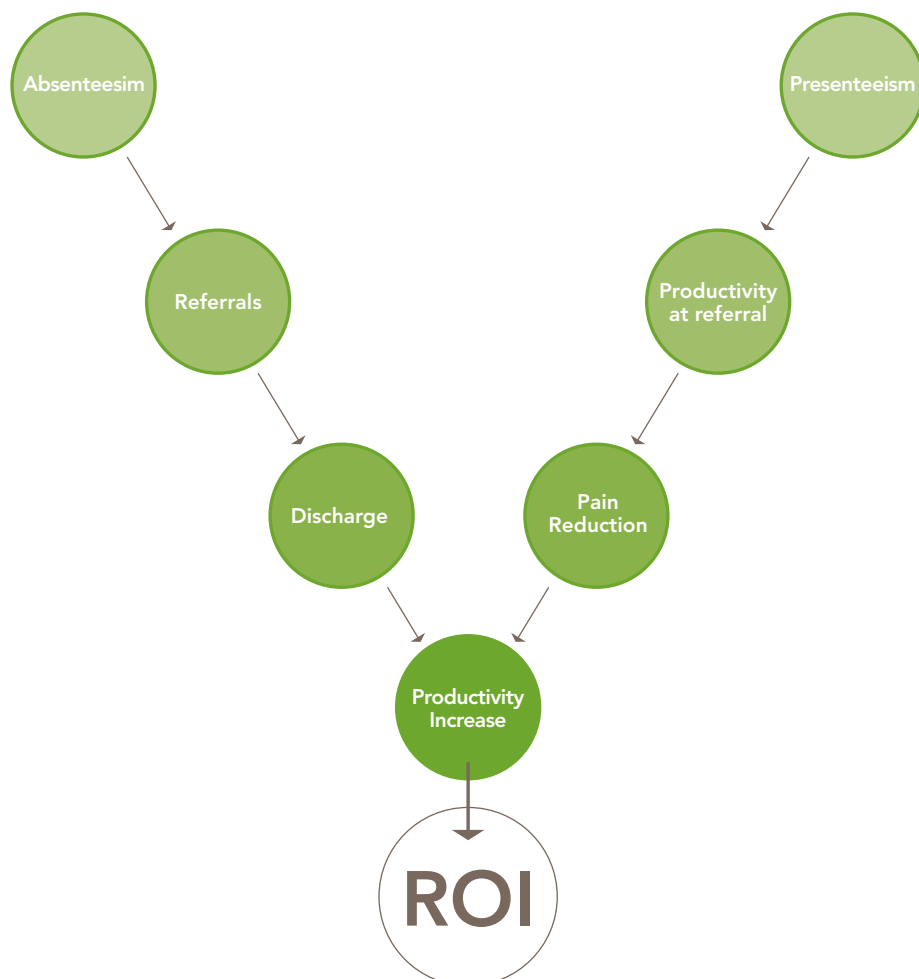 Absenteesim
Presenteeism
Referrals
Productivity
at referral
Discharge
Pain
Reduction
Productivity
Increase
ROI